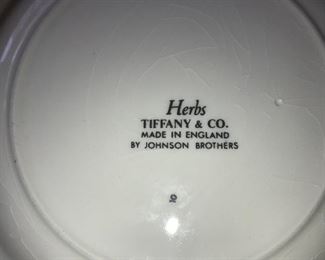 Herbs
TIFFANY & CO.
MADE IN ENGLAND
BY JOHNSON BROTHERS